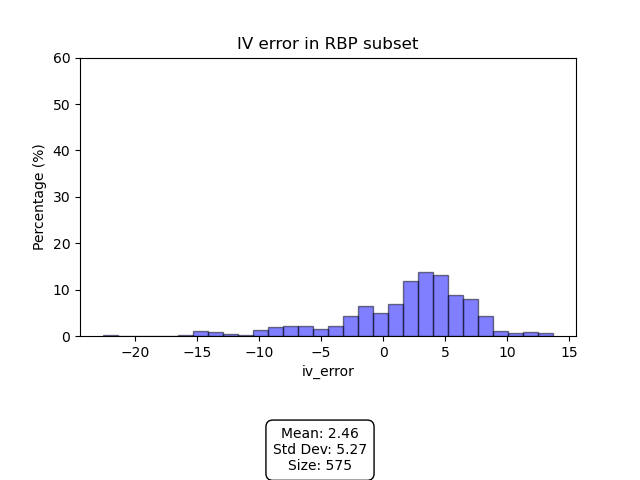 IV error in RBP subset
60
50
40
30
20
10
0
Percentage (%)
−20 −15 −10 −5 0 5 10 15
iv_error
Mean: 2.46
Std Dev: 5.27
Size: 575